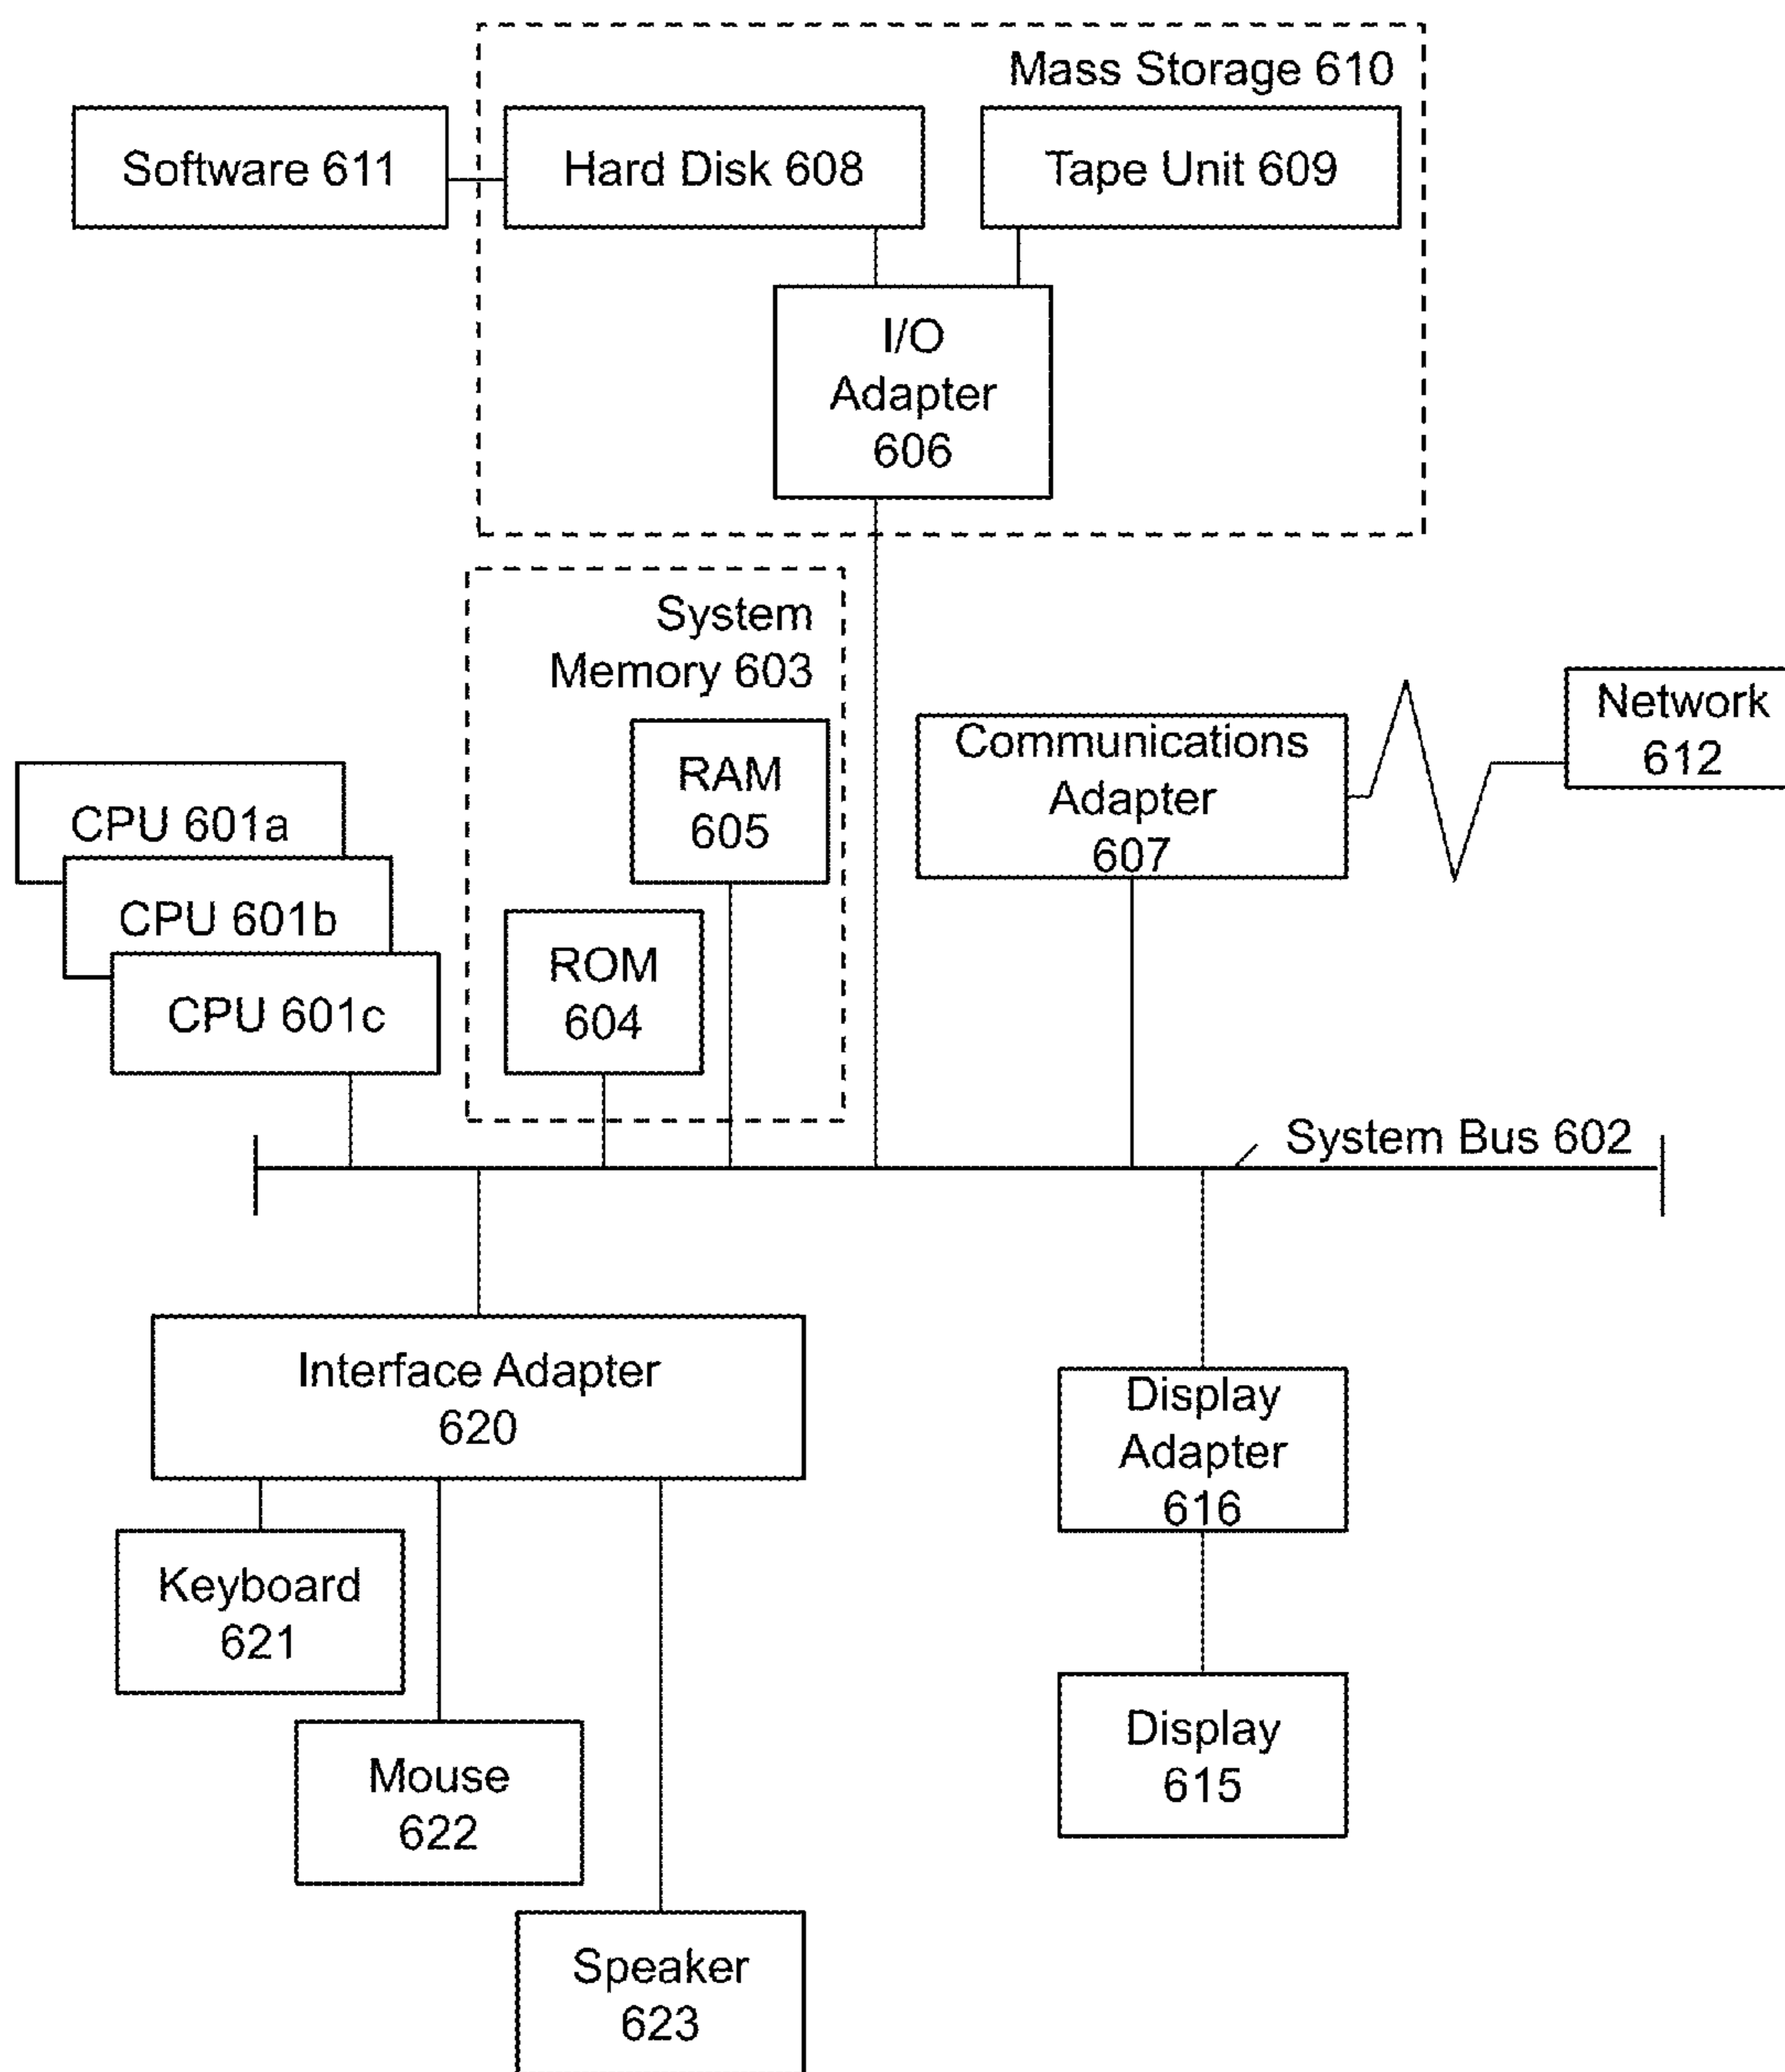 Mass Storage 610
Software 611
Hard Disk 608
Tape Unit 609
I/O
Adapter
606
System
Memory 603
RAM
605
ROM
604
Communications
Adapter
607
Network
612
CPU 601a
CPU 601b
CPU 601c
System Bus 602
Interface Adapter
620
Display
Adapter
616
Keyboard
621
Mouse
622
Display
615
Speaker
623